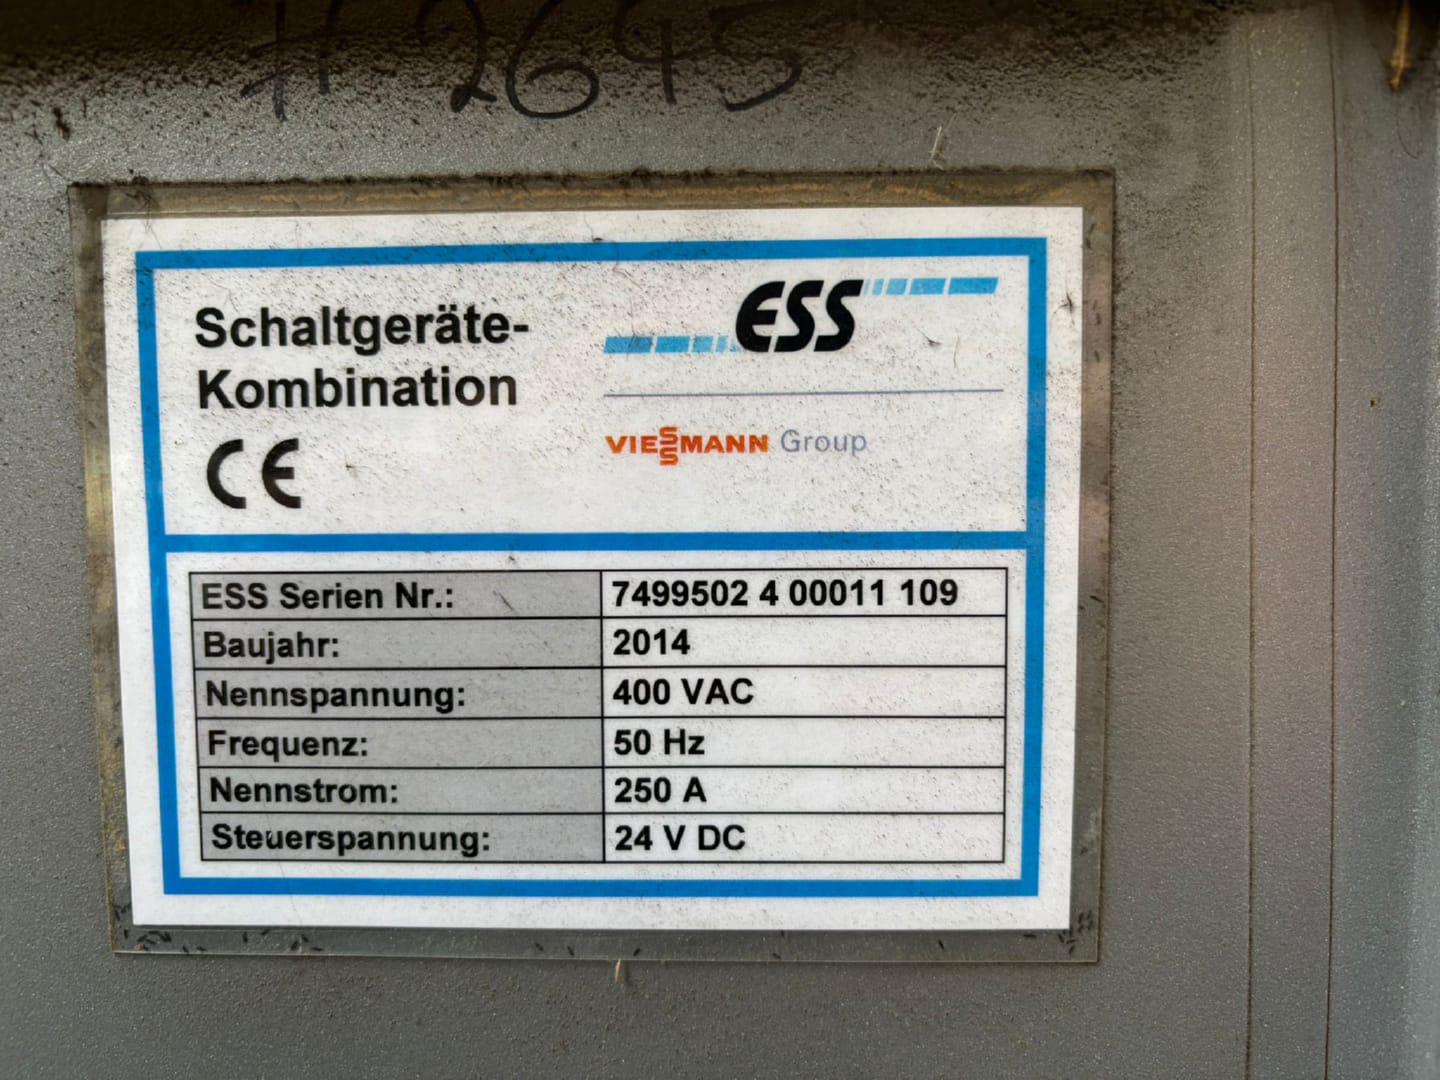 H 2645
Schaltgeräte-
Kombination
CE
ESS
VIESSMANN Group
ESS Serien Nr.: 7499502 4 00011 109
Baujahr: 2014
Nennspannung: 400 VAC
Frequenz: 50 Hz
Nennstrom: 250 A
Steuerspannung: 24 V DC